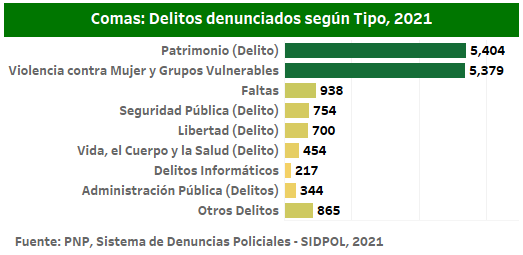 Comas: Delitos denunciados según Tipo, 2021
Patrimonio (Delito) 5,404
Violencia contra Mujer y Grupos Vulnerables 5,379
Faltas 938
Seguridad Pública (Delito) 754
Libertad (Delito) 700
Vida, el Cuerpo y la Salud (Delito) 454
Delitos Informáticos 217
Administración Pública (Delitos) 344
Otros Delitos 865
Fuente: PNP, Sistema de Denuncias Policiales - SIDPOL, 2021